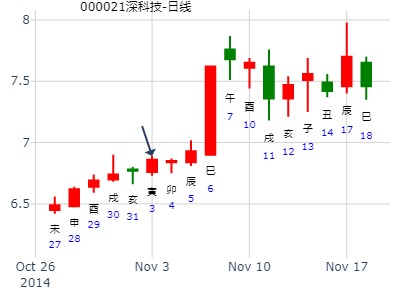 000021深科技-日线
8
7.5
7
6.5
未
27
申
28
酉
29
戌
30
亥
31
寅
3
卯
4
辰
5
巳
6
午
7
酉
10
戌
11
亥
12
子
13
丑
14
辰
17
巳
18
Oct 26
2014
Nov 3
Nov 10
Nov 17